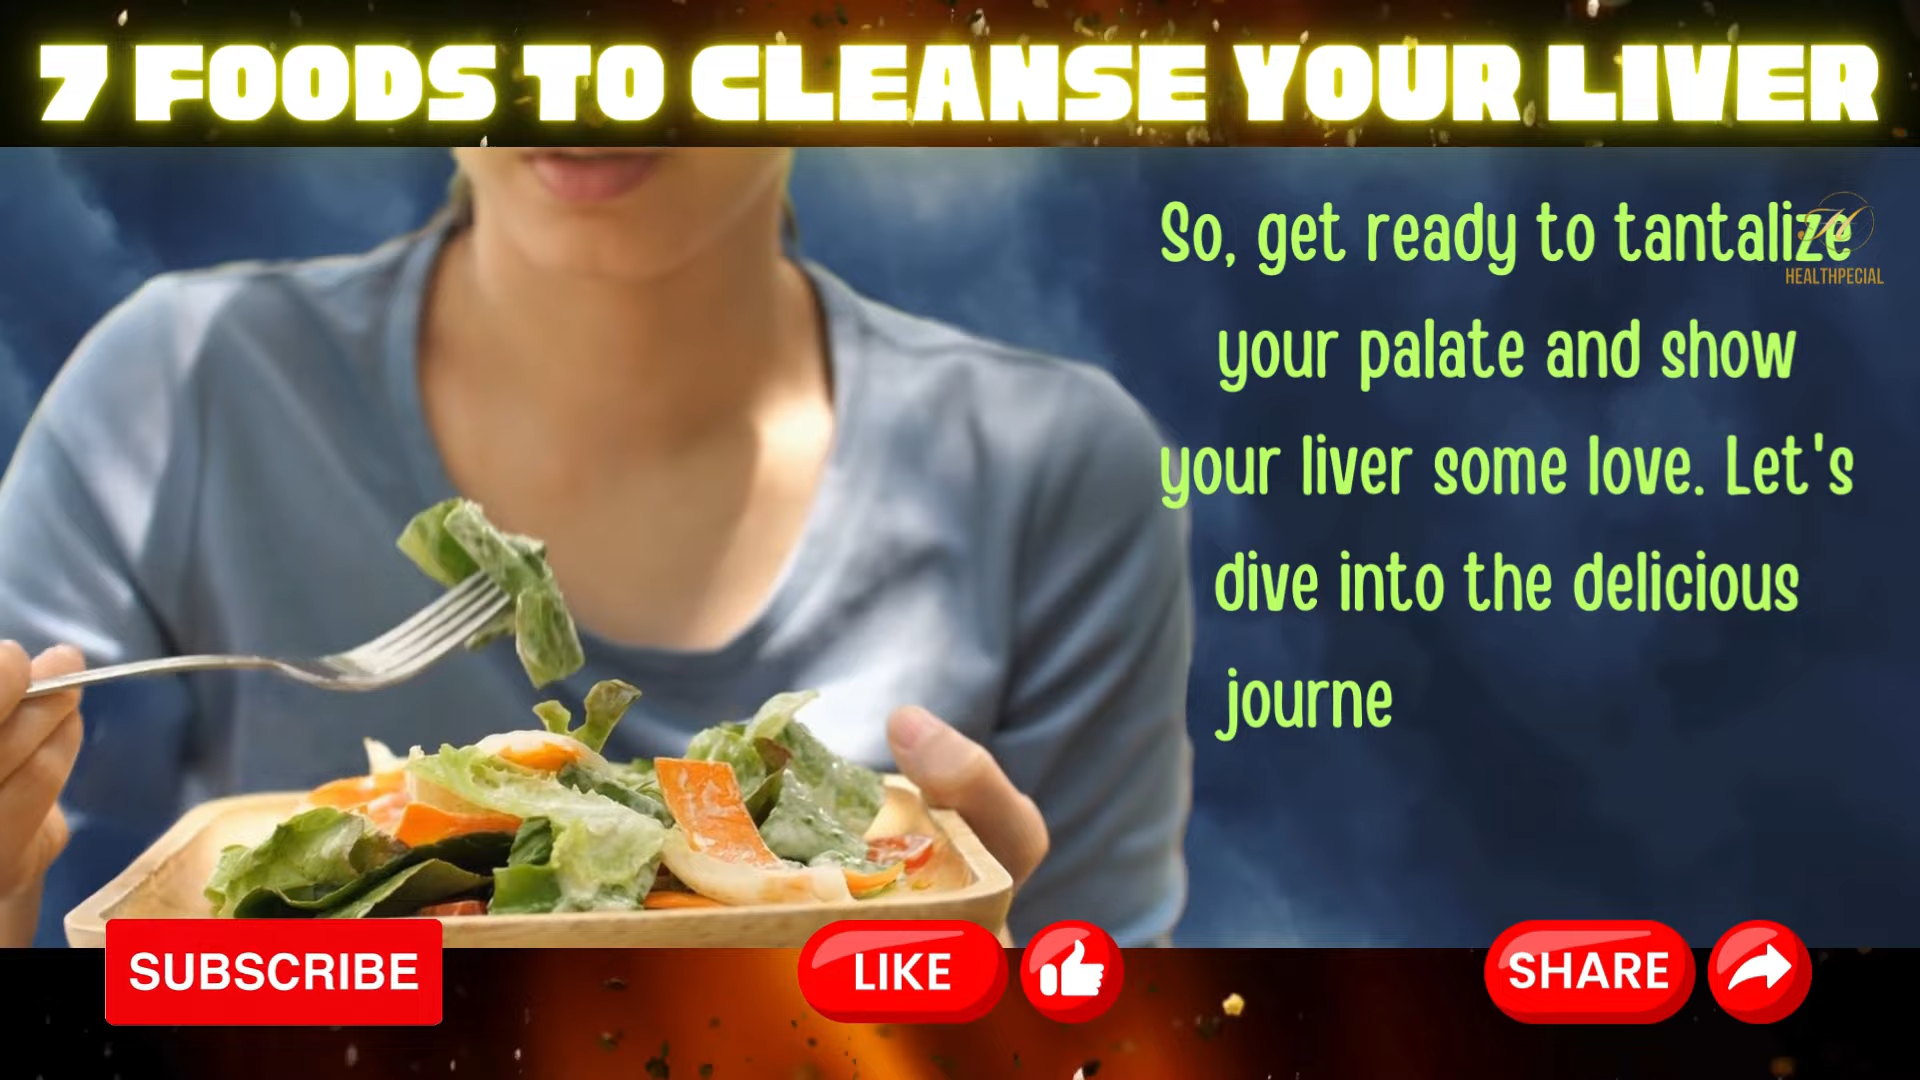 7 FOODS TO CLEANSE YOUR LIVER
So, get ready to tantalize
HEALTHPECIAL
your palate and show
your liver some love. Let's
dive into the delicious
journe
SUBSCRIBE
LIKE
SHARE